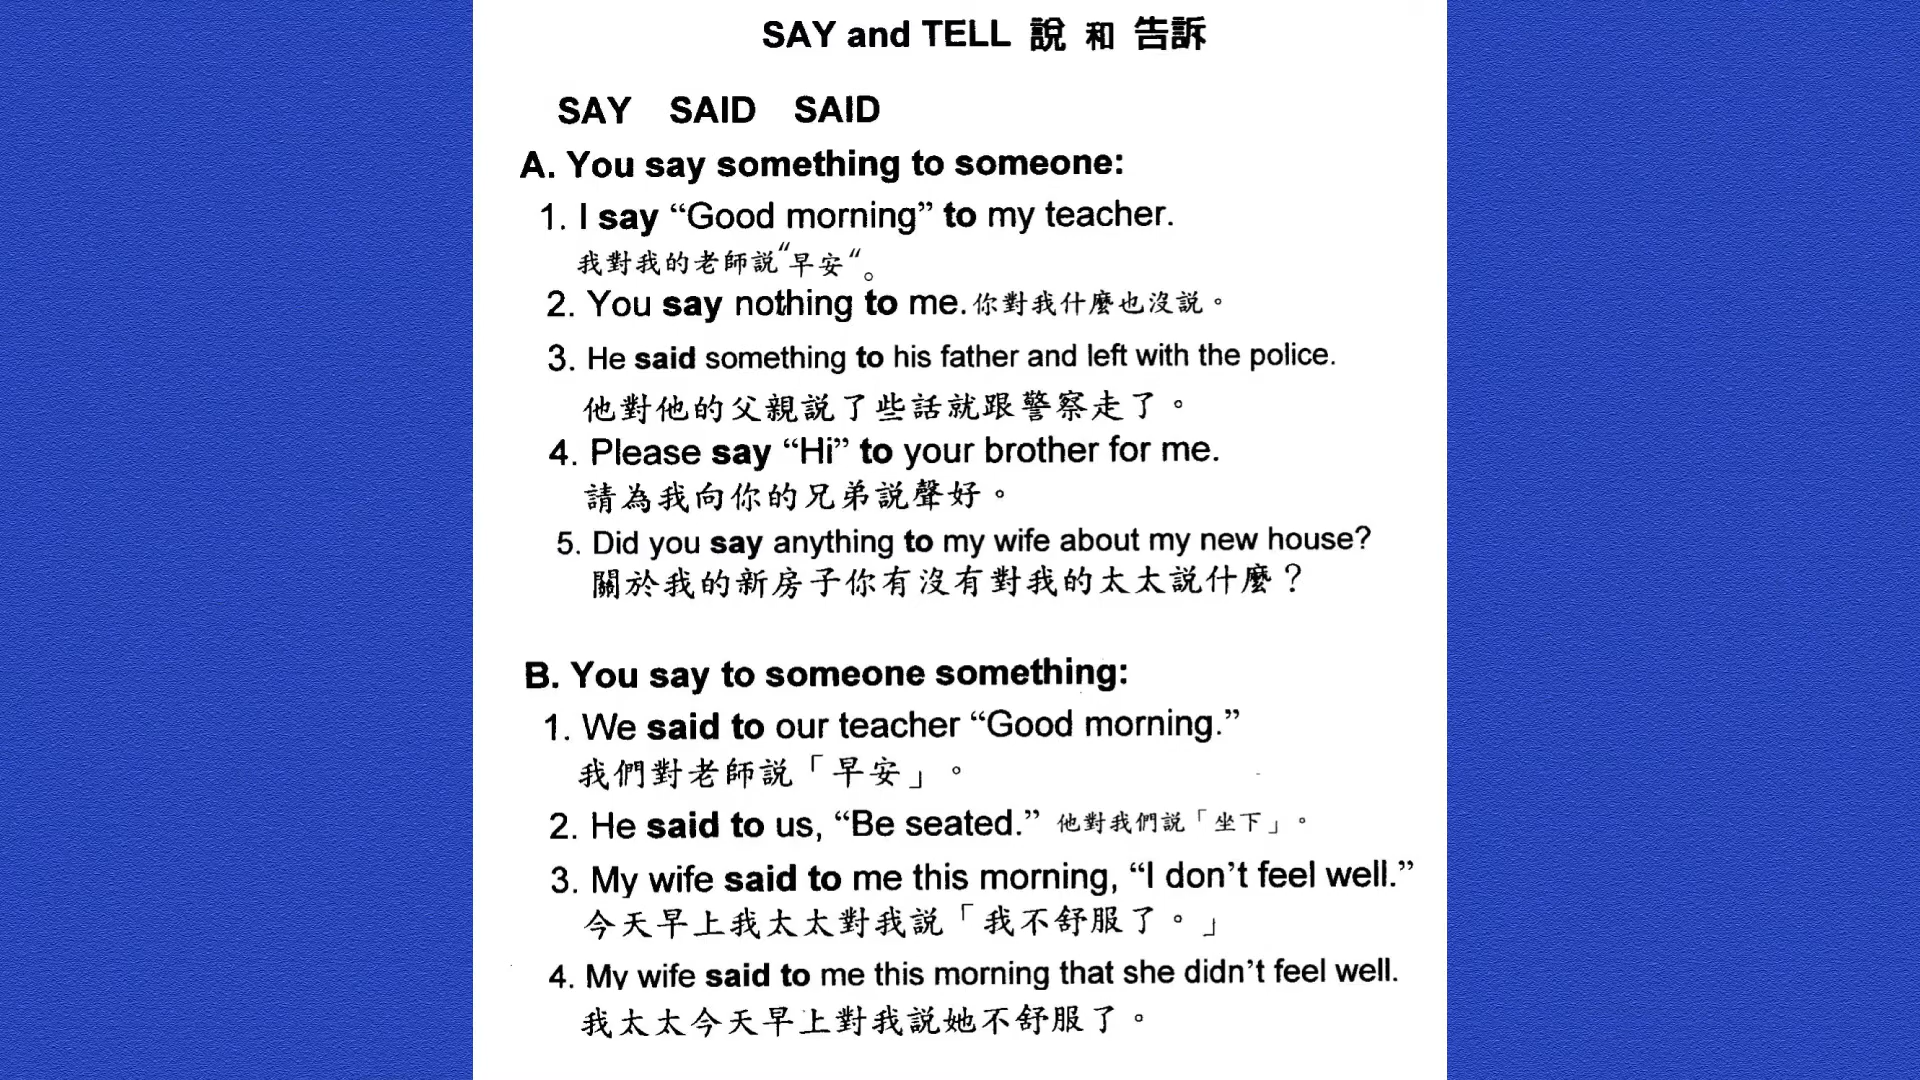 SAY and TELL 說 和 告訴
SAY SAID SAID
A. You say something to someone:
1. I say “Good morning” to my teacher.
我對我的老師説“早安“。
2. You say nothing to me. 你對我什麼也沒説。
3. He said something to his father and left with the police.
他對他的父親説了些話就跟警察走了。
4. Please say “Hi” to your brother for me.
請為我向你的兄弟説聲好。
5. Did you say anything to my wife about my new house?
關於我的新房子你有沒有對我的太太説什麼？
B. You say to someone something:
1. We said to our teacher “Good morning.”
我們對老師説「早安」。
2. He said to us, “Be seated.” 他對我們説「坐下」。
3. My wife said to me this morning, “I don’t feel well.”
今天早上我太太對我説「我不舒服了。」
4. My wife said to me this morning that she didn’t feel well.
我太太今天早上對我説她不舒服了。